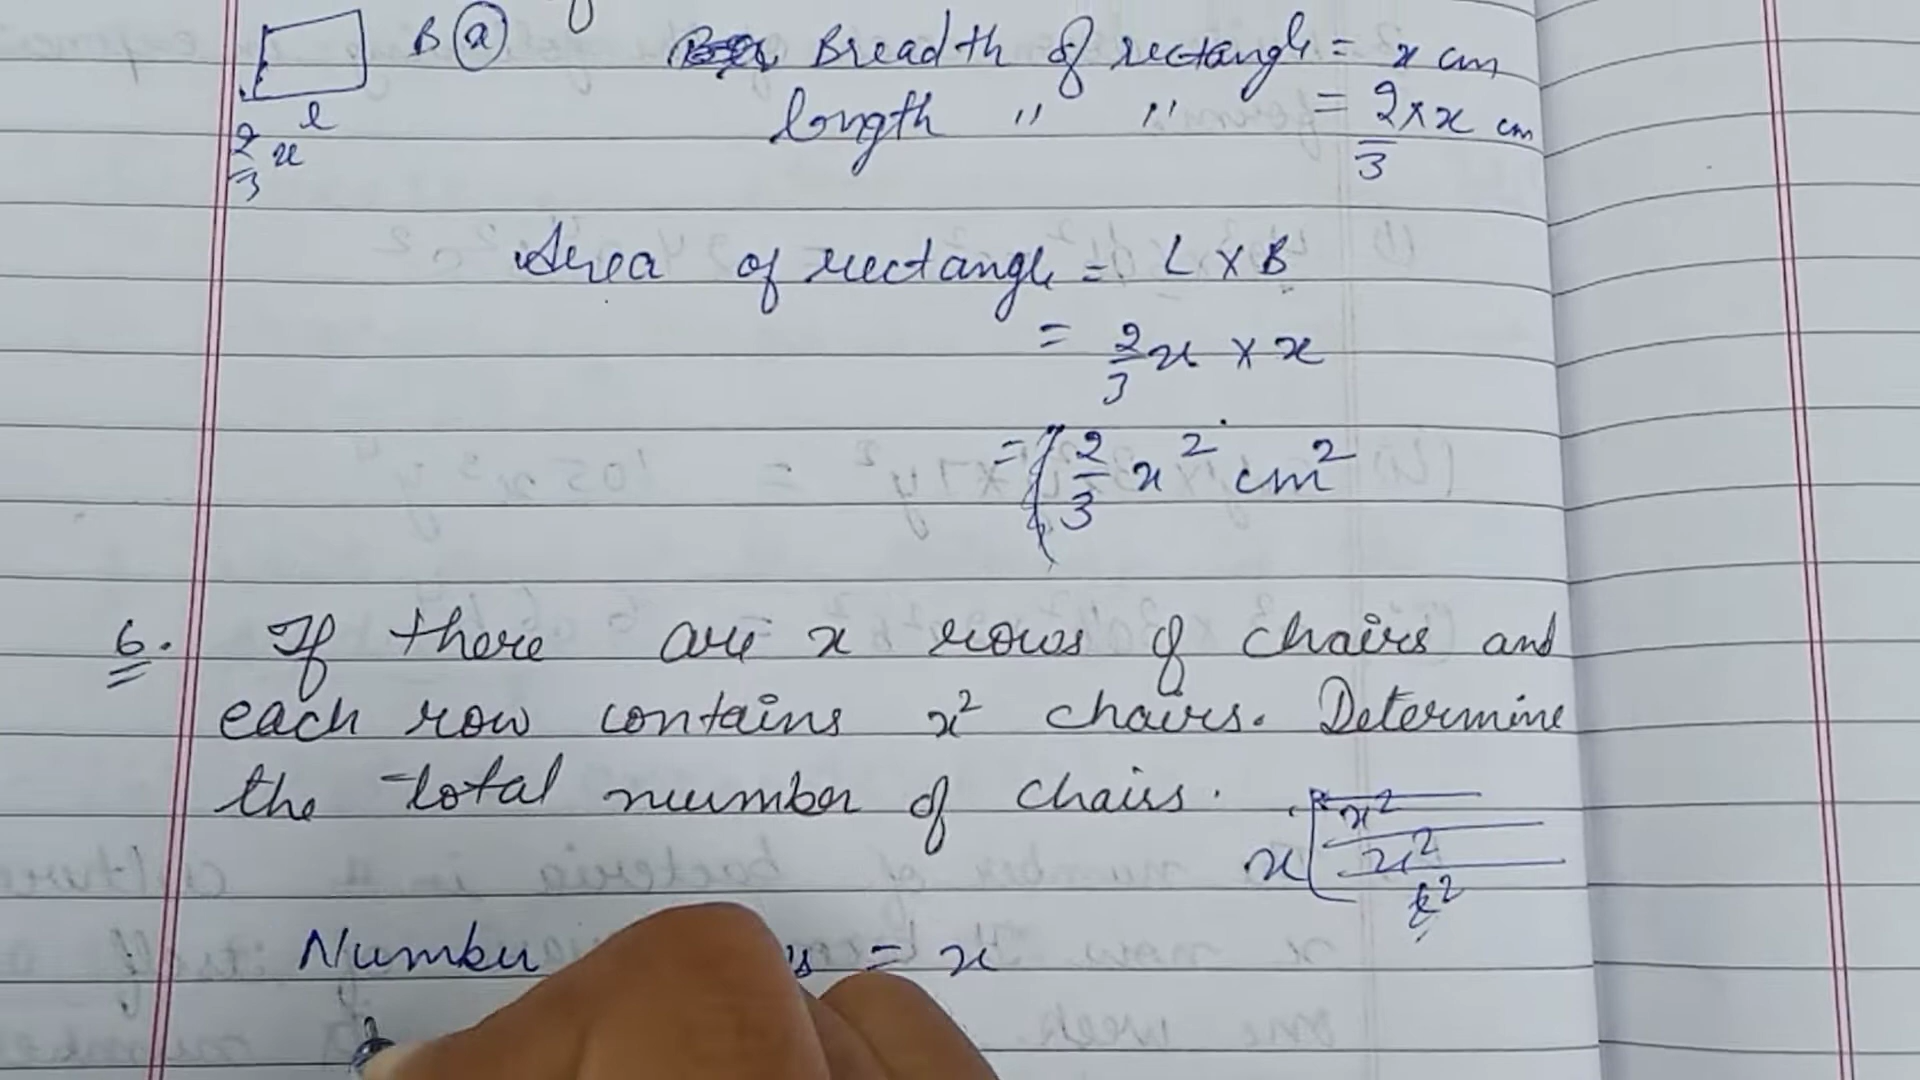 B x Breadth of rectangle = x cm
l length " " = 2/3 × x cm
2/3 x
Area of rectangle = L × B
= 2/3 x × x
= 2/3 x² cm²
6. If there are x rows of chairs and
each row contains x² chairs. Determine
the total number of chairs.
x²
x x²
x²
Number = x